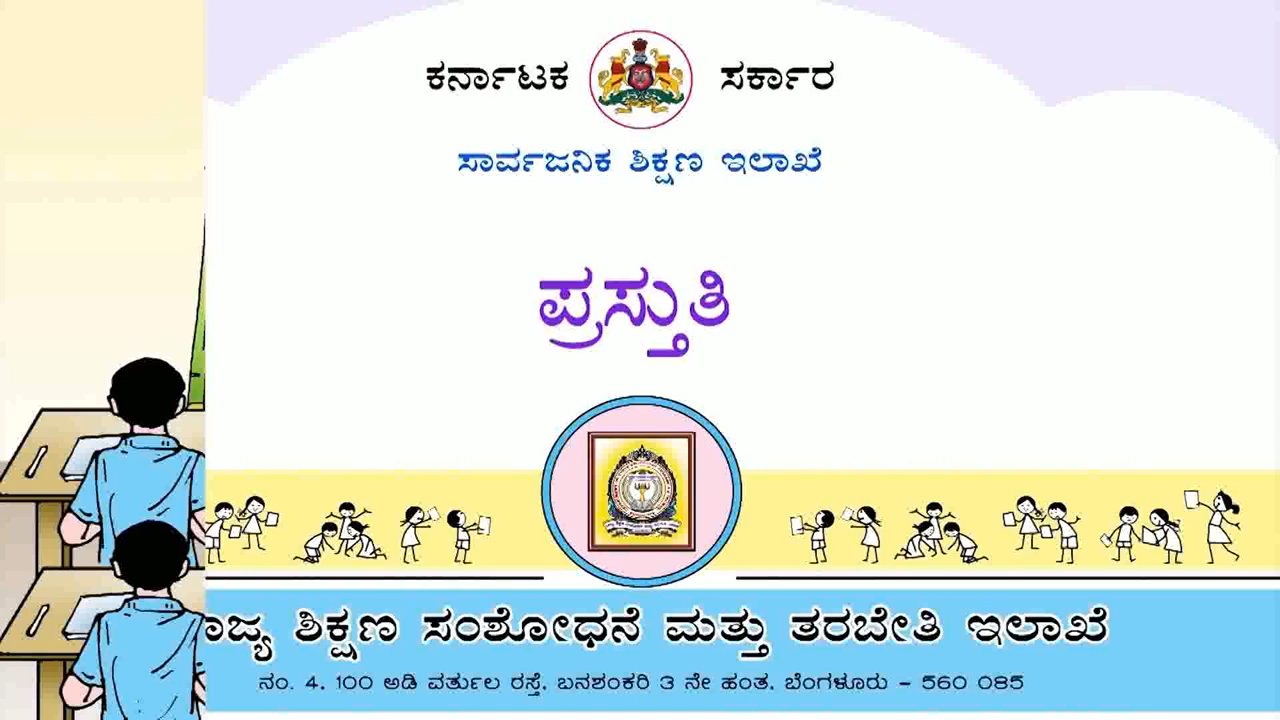 ಕರ್ನಾಟಕ ಸರ್ಕಾರ
ಸಾರ್ವಜನಿಕ ಶಿಕ್ಷಣ ಇಲಾಖೆ
ಪ್ರಸ್ತುತಿ
ಶಿಕ್ಷಣ ಸಂಶೋಧನೆ ಮತ್ತು ತರಬೇತಿ ಇಲಾಖೆ
ನಂ. 4, 100 ಅಡಿ ವರ್ತುಲ ರಸ್ತೆ, ಬನಶಂಕರಿ 3 ನೇ ಹಂತ, ಬೆಂಗಳೂರು – 560 085